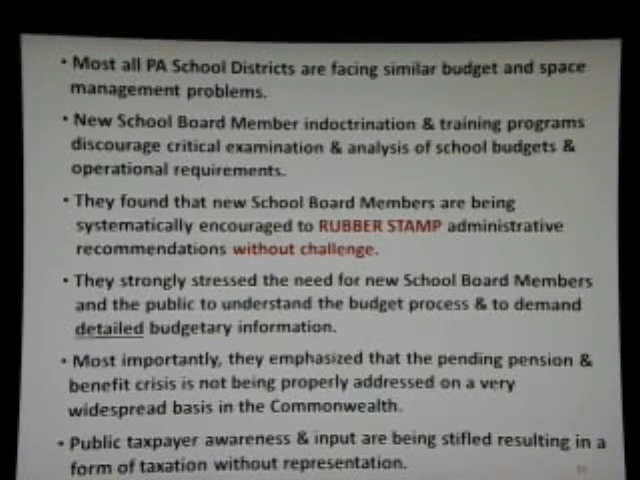 • Most all PA School Districts are facing similar budget and space
management problems.
• New School Board Member indoctrination & training programs
discourage critical examination & analysis of school budgets &
operational requirements.
• They found that new School Board Members are being
systematically encouraged to RUBBER STAMP administrative
recommendations without challenge.
• They strongly stressed the need for new School Board Members
and the public to understand the budget process & to demand
detailed budgetary information.
• Most importantly, they emphasized that the pending pension &
benefit crisis is not being properly addressed on a very
widespread basis in the Commonwealth.
• Public taxpayer awareness & input are being stifled resulting in a
form of taxation without representation.